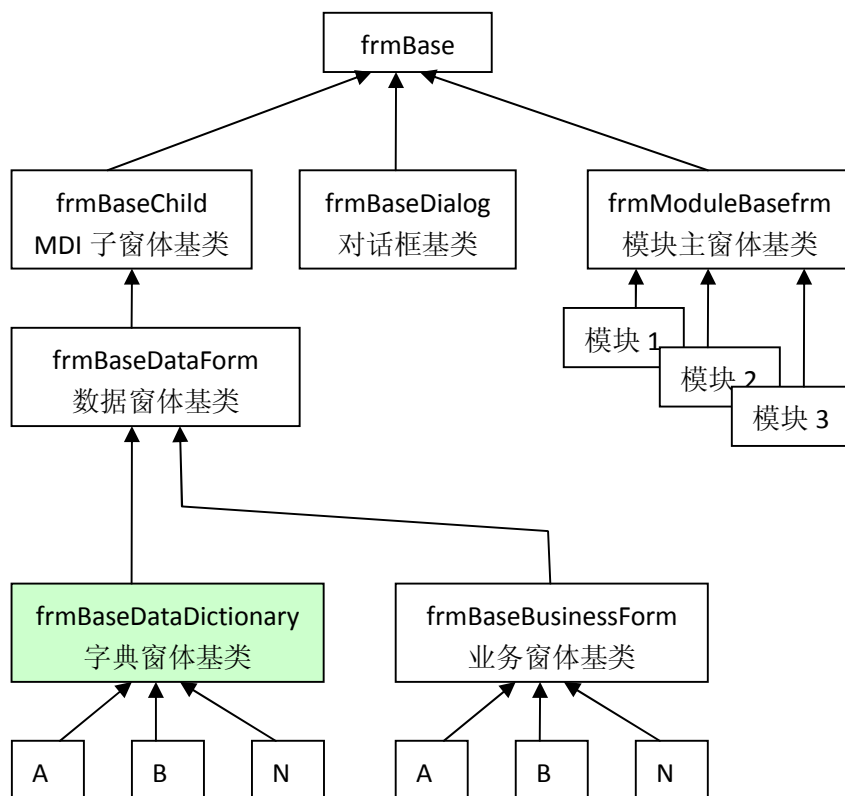 frmBase
frmBaseChild
MDI 子窗体基类
frmBaseDialog
对话框基类
frmModuleBasefrm
模块主窗体基类
模块 1
模块 2
模块 3
frmBaseDataForm
数据窗体基类
frmBaseDataDictionary
字典窗体基类
frmBaseBusinessForm
业务窗体基类
A
B
N
A
B
N